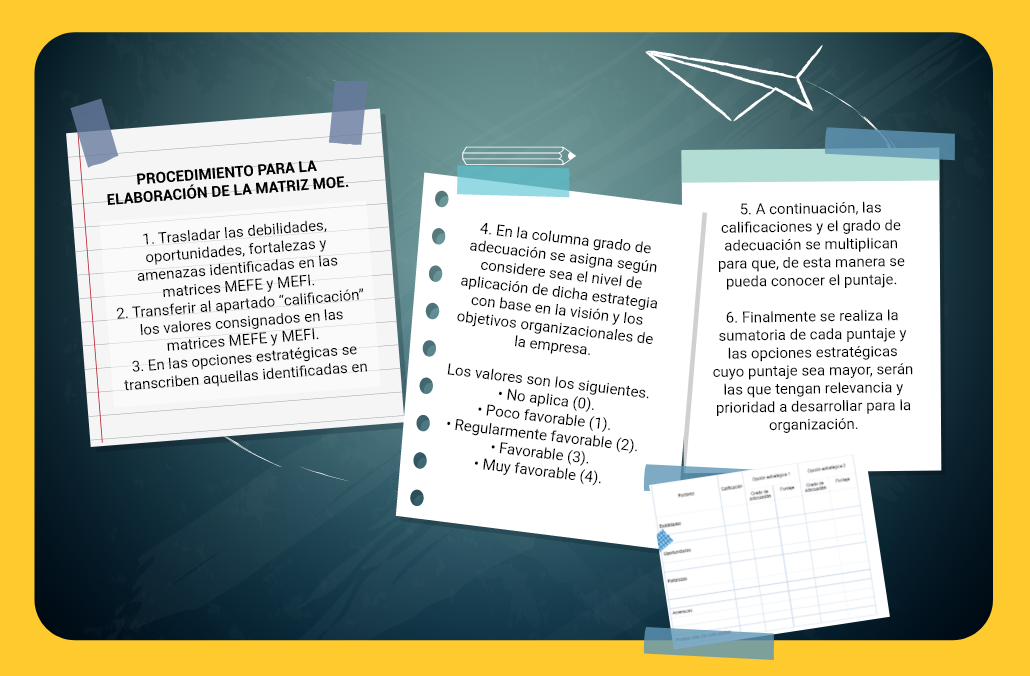 PROCEDIMIENTO PARA LA
ELABORACIÓN DE LA MATRIZ MOE.
1. Trasladar las debilidades,
oportunidades, fortalezas y
amenazas identificadas en las
matrices MEFE y MEFI.
2. Transferir al apartado “calificación”
los valores consignados en las
matrices MEFE y MEFI.
3. En las opciones estratégicas se
transcriben aquellas identificadas en
4. En la columna grado de
adecuación se asigna según
considere sea el nivel de
aplicación de dicha estrategia
con base en la visión y los
objetivos organizacionales de
la empresa.
Los valores son los siguientes.
• No aplica (0).
• Poco favorable (1).
• Regularmente favorable (2).
• Favorable (3).
• Muy favorable (4).
5. A continuación, las
calificaciones y el grado de
adecuación se multiplican
para que, de esta manera se
pueda conocer el puntaje.
6. Finalmente se realiza la
sumatoria de cada puntaje y
las opciones estratégicas
cuyo puntaje sea mayor, serán
las que tengan relevancia y
prioridad a desarrollar para la
organización.
Opción estratégica 1
Opción estratégica 2
Calificación
Grado de
adecuación
Puntaje
Grado de
adecuación
Puntaje
Debilidades
Oportunidades
Fortalezas
Amenazas